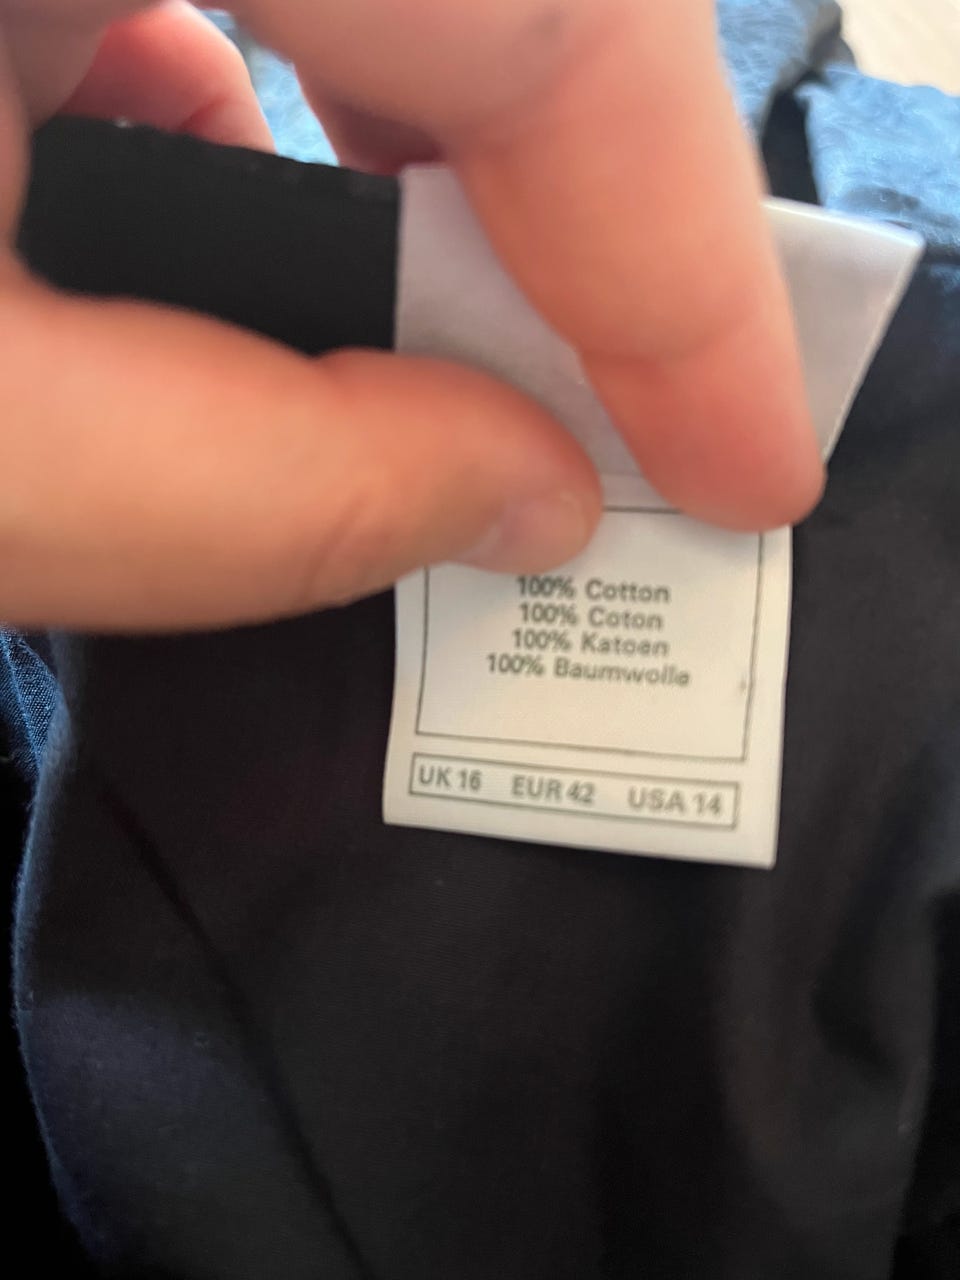 100% Cotton
100% Coton
100% Katoen
100% Baumwolle
UK 16 EUR 42 USA 14